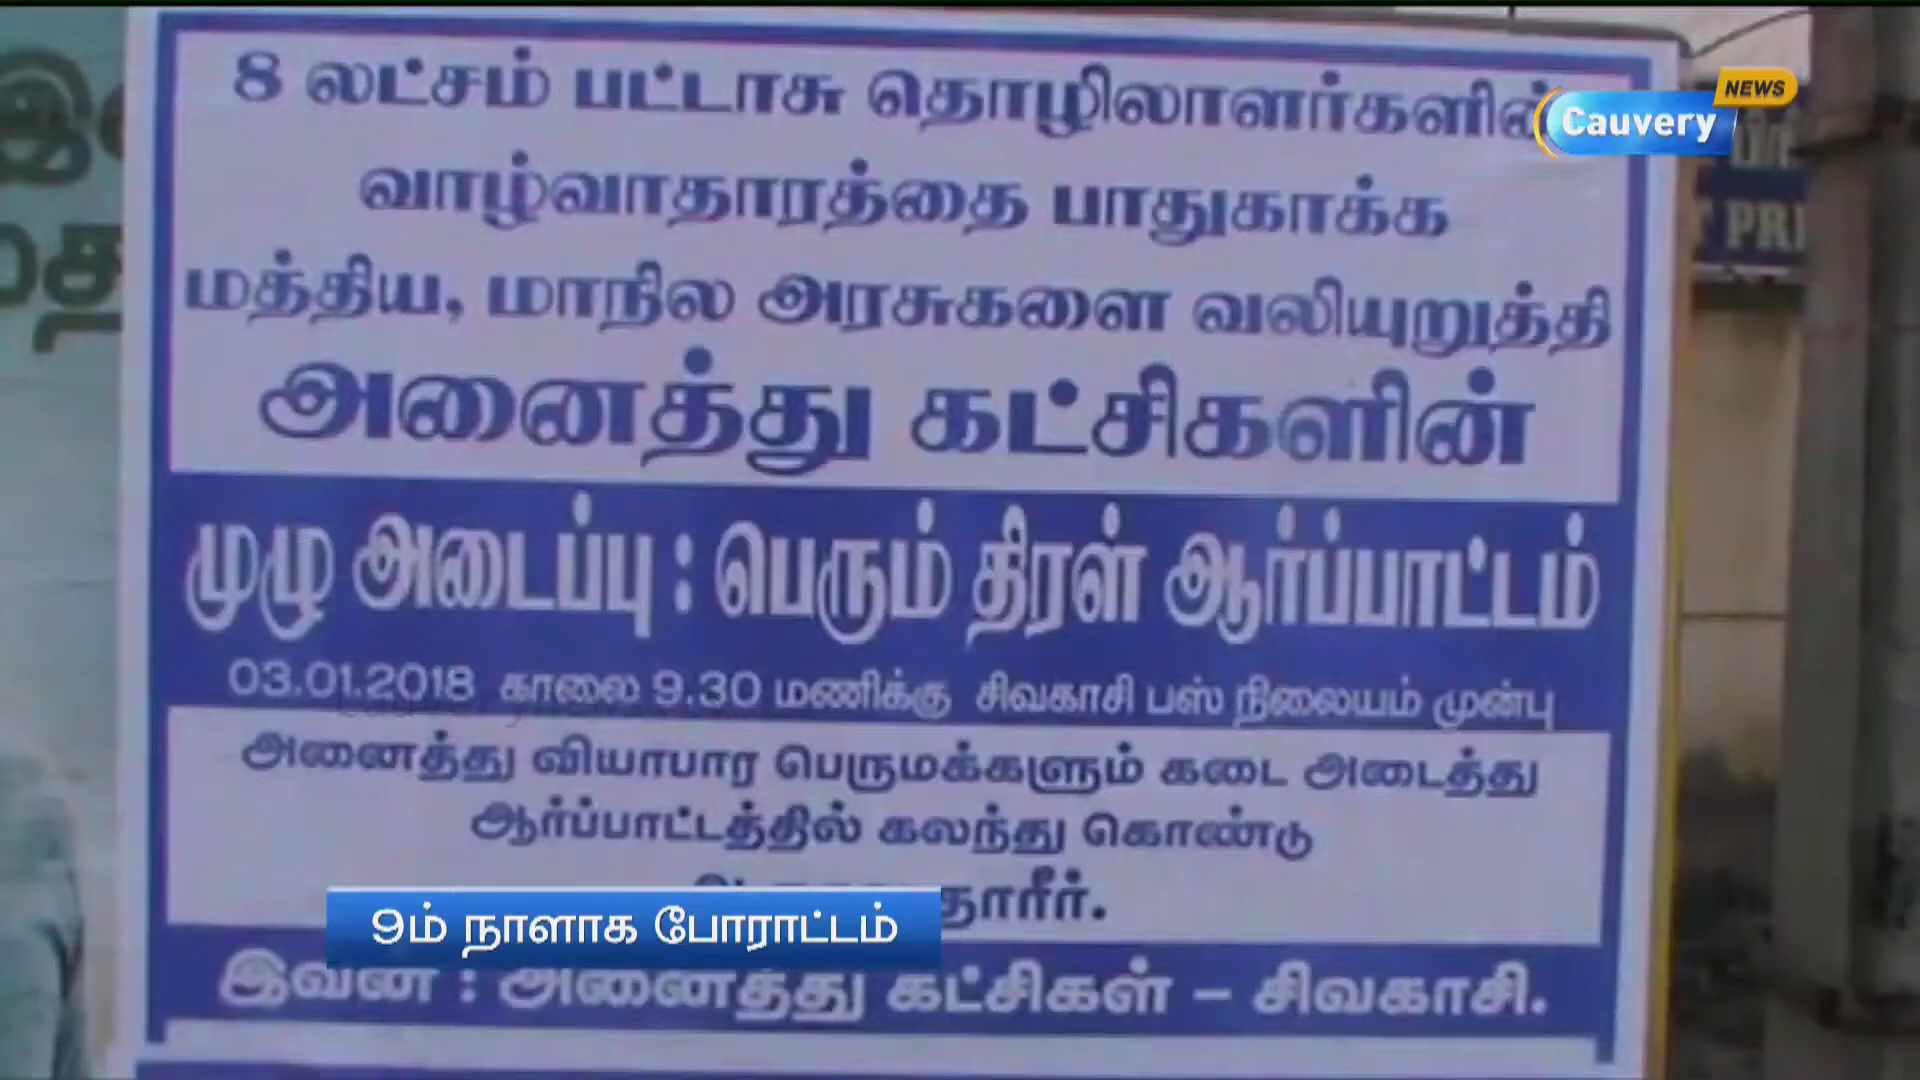 8 லட்சம் பட்டாசு தொழிலாளர்களின்
வாழ்வாதாரத்தை பாதுகாக்க
மத்திய, மாநில அரசுகளை வலியுறுத்தி
அனைத்து கட்சிகளின்
முழு அடைப்பு : பெரும் திரள் ஆர்ப்பாட்டம்
03.01.2018 காலை 9.30 மணிக்கு சிவகாசி பஸ் நிலையம் முன்பு
அனைத்து வியாபார பெருமக்களும் கடை அடைத்து
ஆர்ப்பாட்டத்தில் கலந்து கொண்டு
தாரீர்.
இவண் : அனைத்து கட்சிகள் – சிவகாசி.
Cauvery NEWS
PRI
9ம் நாளாக போராட்டம்